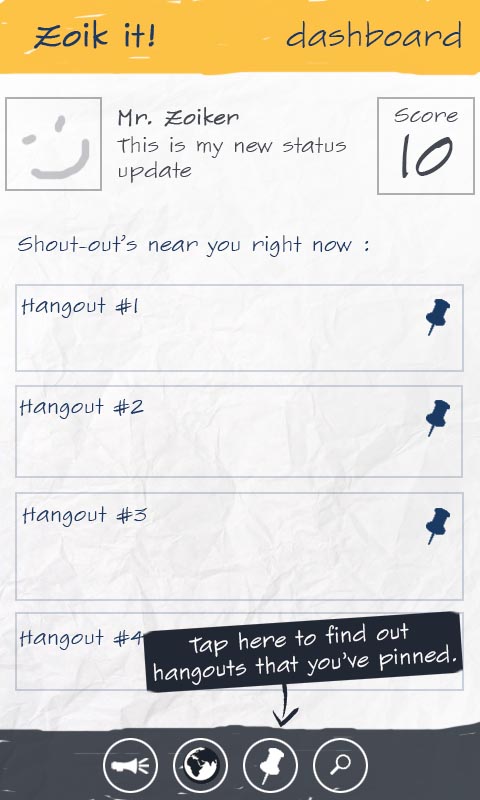 Zoik it!
dashboard
Mr. Zoiker
This is my new status
update
Score
10
Shout-out's near you right now :
Hangout #1
Hangout #2
Hangout #3
Hangout #4
Tap here to find out
hangouts that you've pinned.